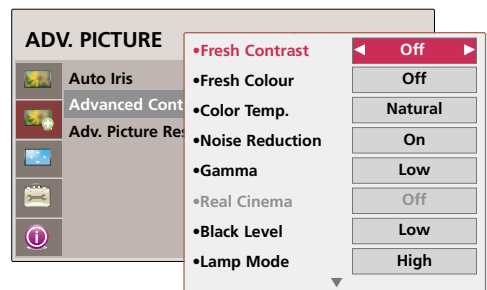 ADV. PICTURE
Auto Iris
Advanced Cont
Adv. Picture Res
•Fresh Contrast Off
•Fresh Colour Off
•Color Temp. Natural
•Noise Reduction On
•Gamma Low
•Real Cinema Off
•Black Level Low
•Lamp Mode High